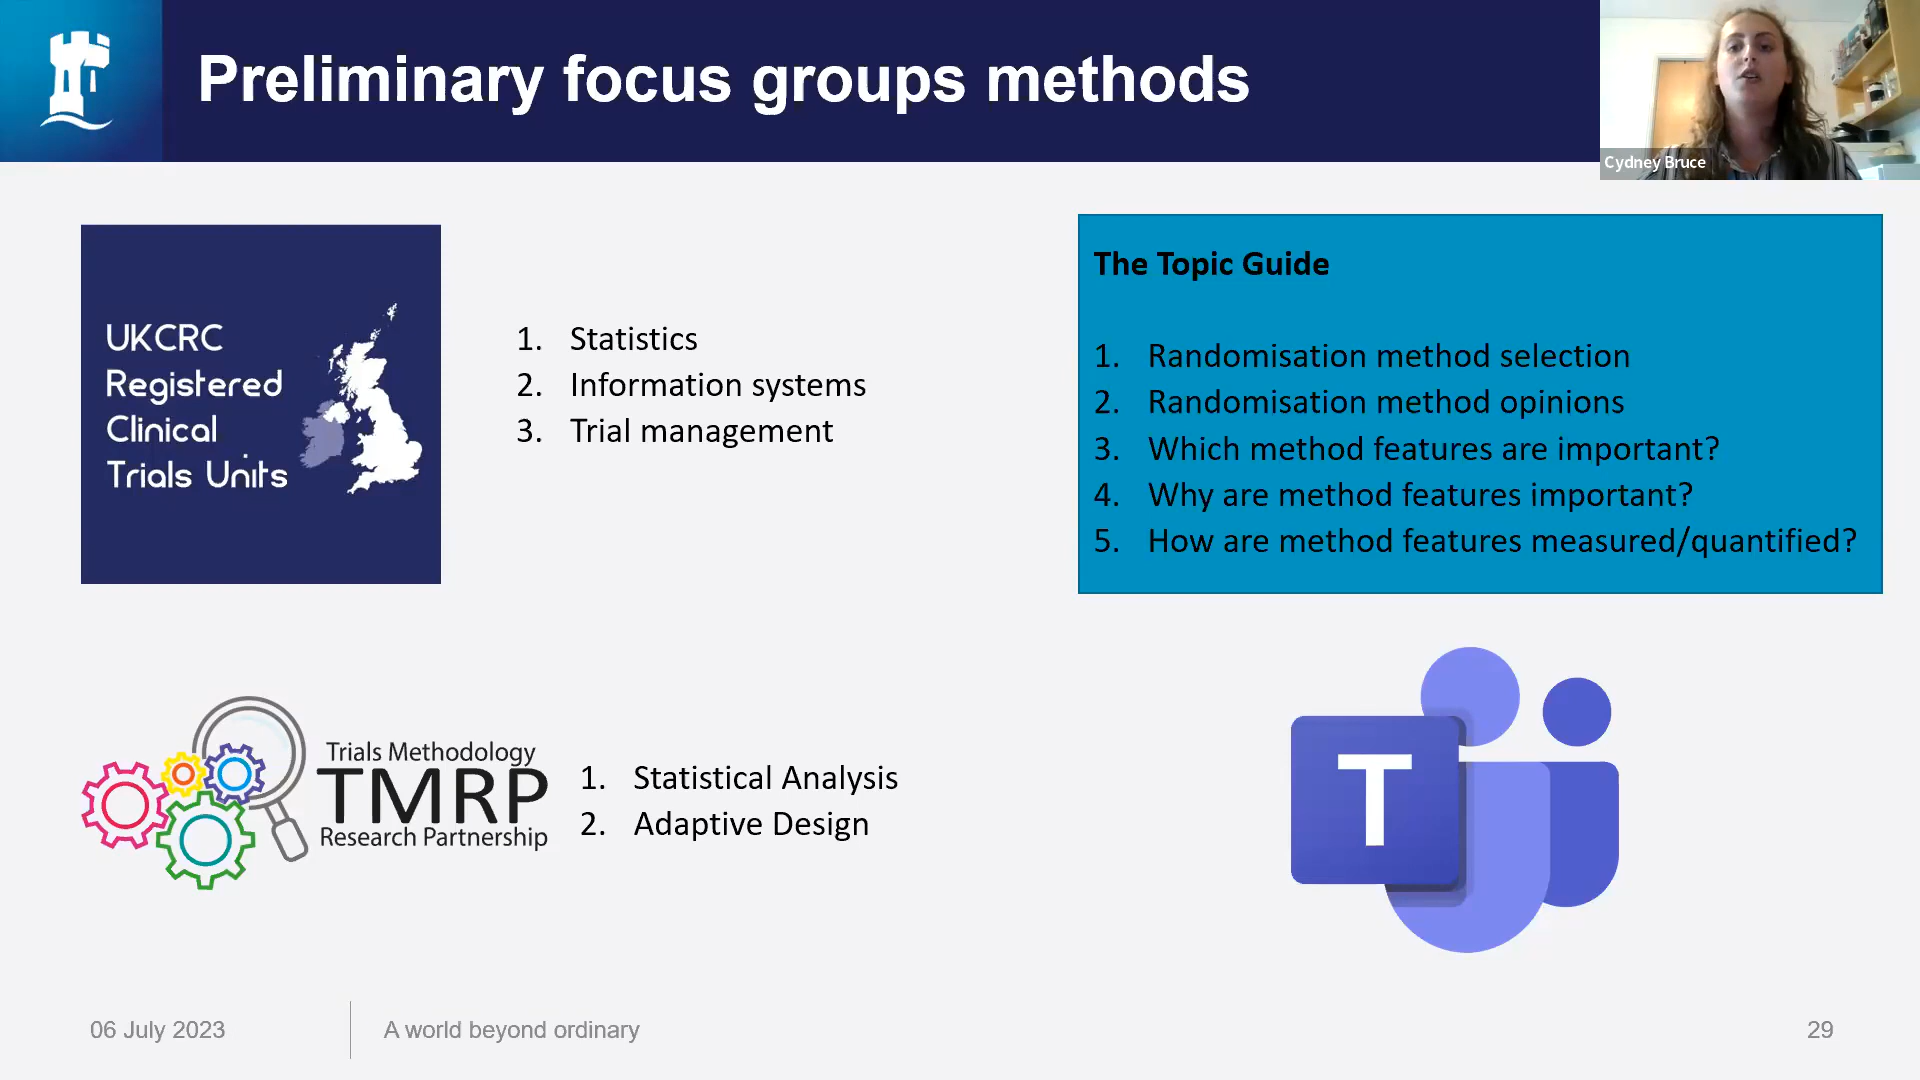 Preliminary focus groups methods
Cydney Bruce
UKCRC
Registered
Clinical
Trials Units
1. Statistics
2. Information systems
3. Trial management
The Topic Guide
1. Randomisation method selection
2. Randomisation method opinions
3. Which method features are important?
4. Why are method features important?
5. How are method features measured/quantified?
Trials Methodology
TMRP
Research Partnership
1. Statistical Analysis
2. Adaptive Design
T
06 July 2023
A world beyond ordinary
29